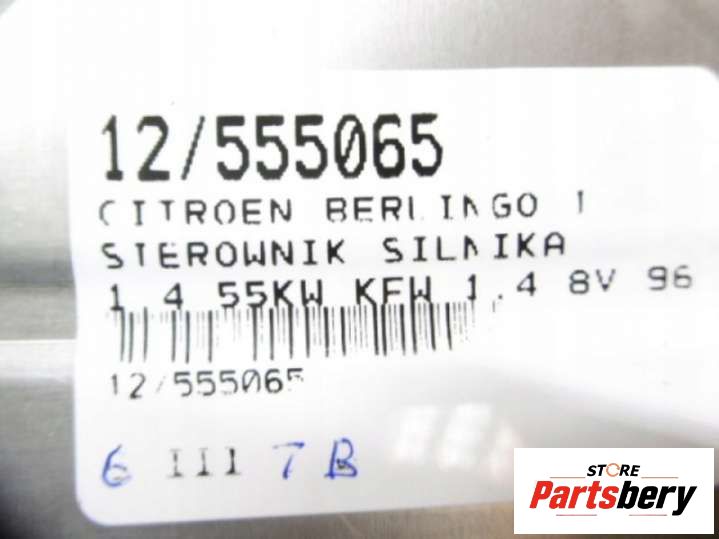 12/555065
CITROEN BERLINGO I
STEROWNIK SILNIKA
1.4 55KW KFW 1.4 8V 96
12/555065
6 III 7 B
STORE
Partsbery